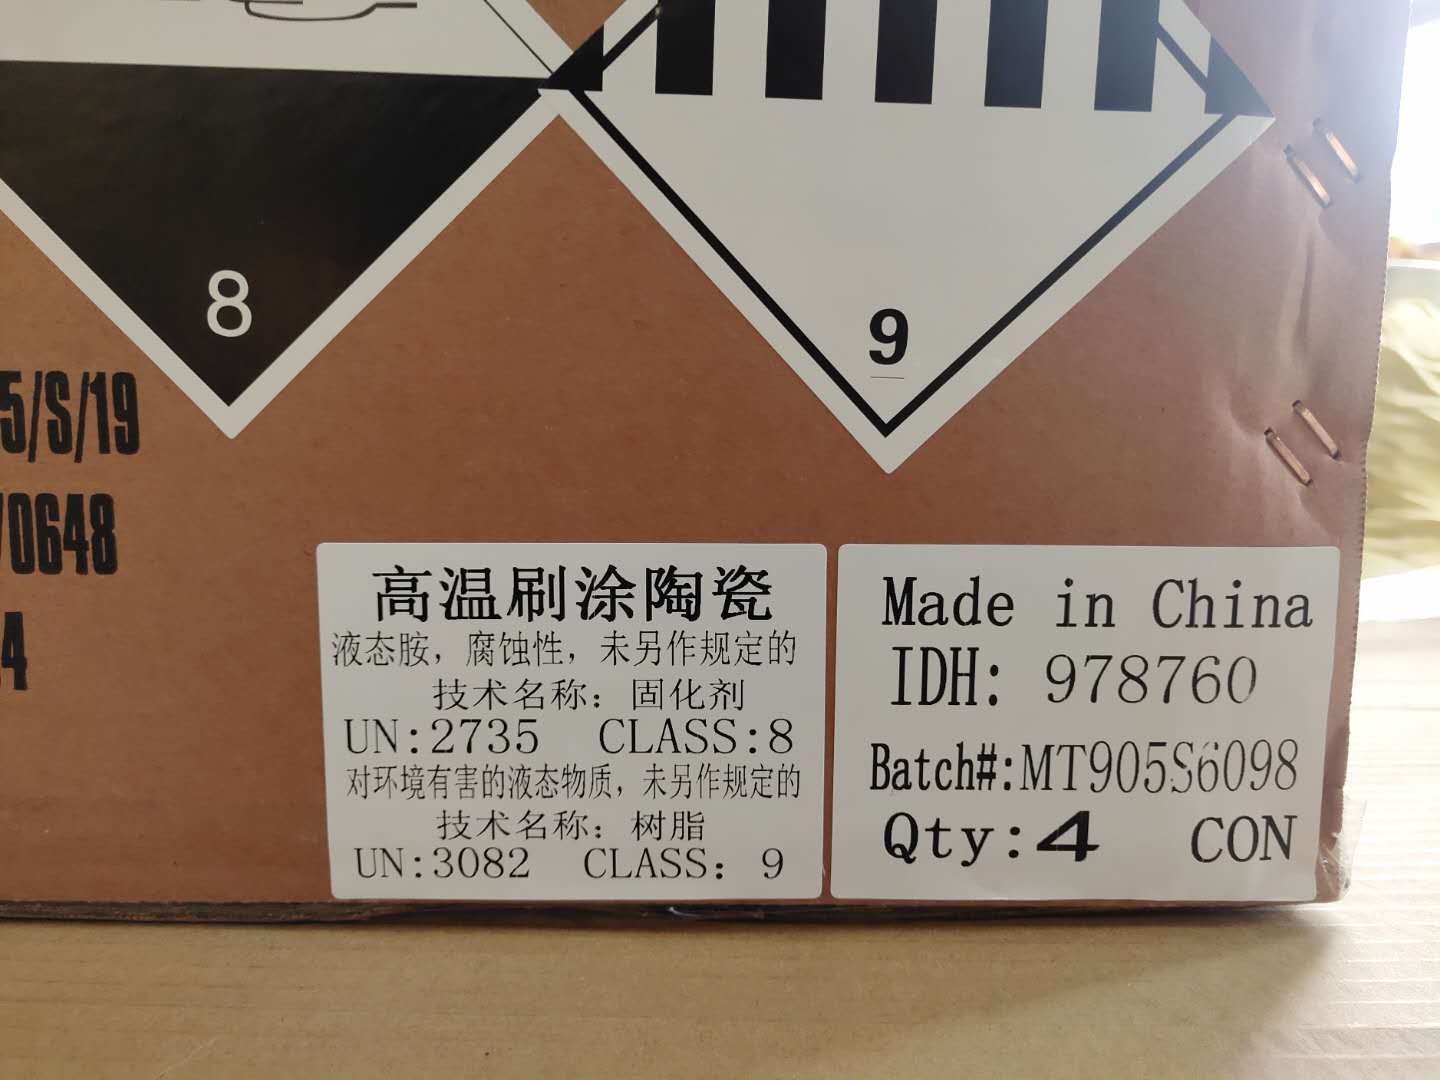 8
9
5/S/19
/0648
4
高温刷涂陶瓷
液态胺，腐蚀性，未另作规定的
技术名称：固化剂
UN:2735 CLASS:8
对环境有害的液态物质，未另作规定的
技术名称：树脂
UN:3082 CLASS：9
Made in China
IDH: 978760
Batch#:MT905S6098
Qty:4 CON